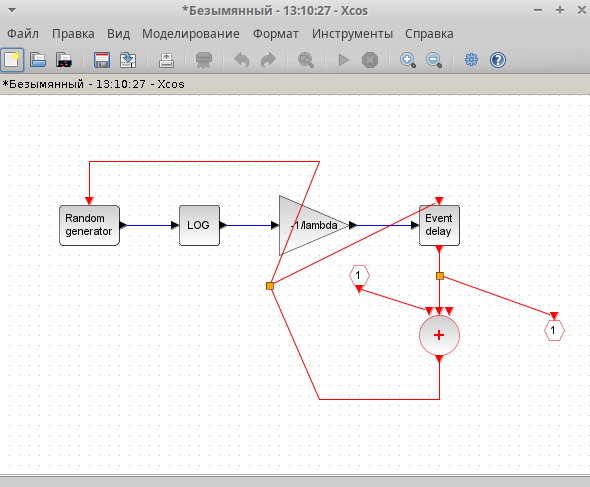 *Безымянный - 13:10:27 - Xcos
Файл Правка Вид Моделирование Формат Инструменты Справка
*Безымянный - 13:10:27 - Xcos
Random
generator
LOG
-1/lambda
Event
delay
1
1
+